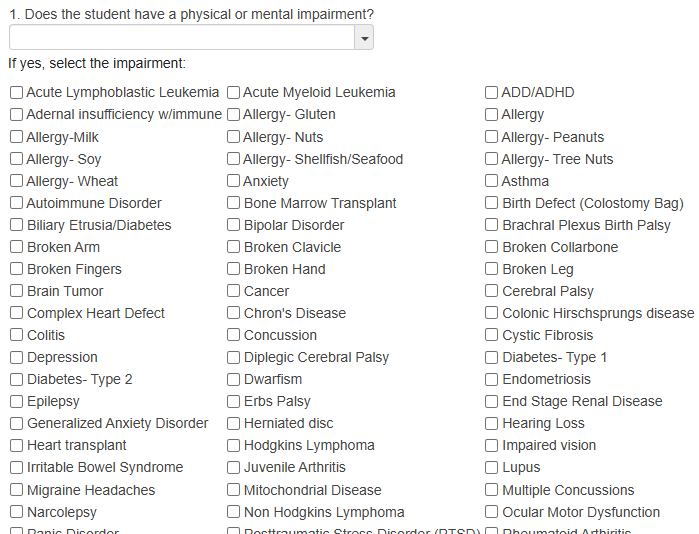 1. Does the student have a physical or mental impairment?
If yes, select the impairment:
Acute Lymphoblastic Leukemia Acute Myeloid Leukemia ADD/ADHD
Adernal insufficiency w/immune Allergy- Gluten Allergy
Allergy-Milk Allergy- Nuts Allergy- Peanuts
Allergy- Soy Allergy- Shellfish/Seafood Allergy- Tree Nuts
Allergy- Wheat Anxiety Asthma
Autoimmune Disorder Bone Marrow Transplant Birth Defect (Colostomy Bag)
Biliary Etrusia/Diabetes Bipolar Disorder Brachral Plexus Birth Palsy
Broken Arm Broken Clavicle Broken Collarbone
Broken Fingers Broken Hand Broken Leg
Brain Tumor Cancer Cerebral Palsy
Complex Heart Defect Chron's Disease Colonic Hirschsprungs disease
Colitis Concussion Cystic Fibrosis
Depression Diplegic Cerebral Palsy Diabetes- Type 1
Diabetes- Type 2 Dwarfism Endometriosis
Epilepsy Erbs Palsy End Stage Renal Disease
Generalized Anxiety Disorder Herniated disc Hearing Loss
Heart transplant Hodgkins Lymphoma Impaired vision
Irritable Bowel Syndrome Juvenile Arthritis Lupus
Migraine Headaches Mitochondrial Disease Multiple Concussions
Narcolepsy Non Hodgkins Lymphoma Ocular Motor Dysfunction
Panic Disorder Posttraumatic Stress Disorder (PTSD) Rheumatoid Arthiritis